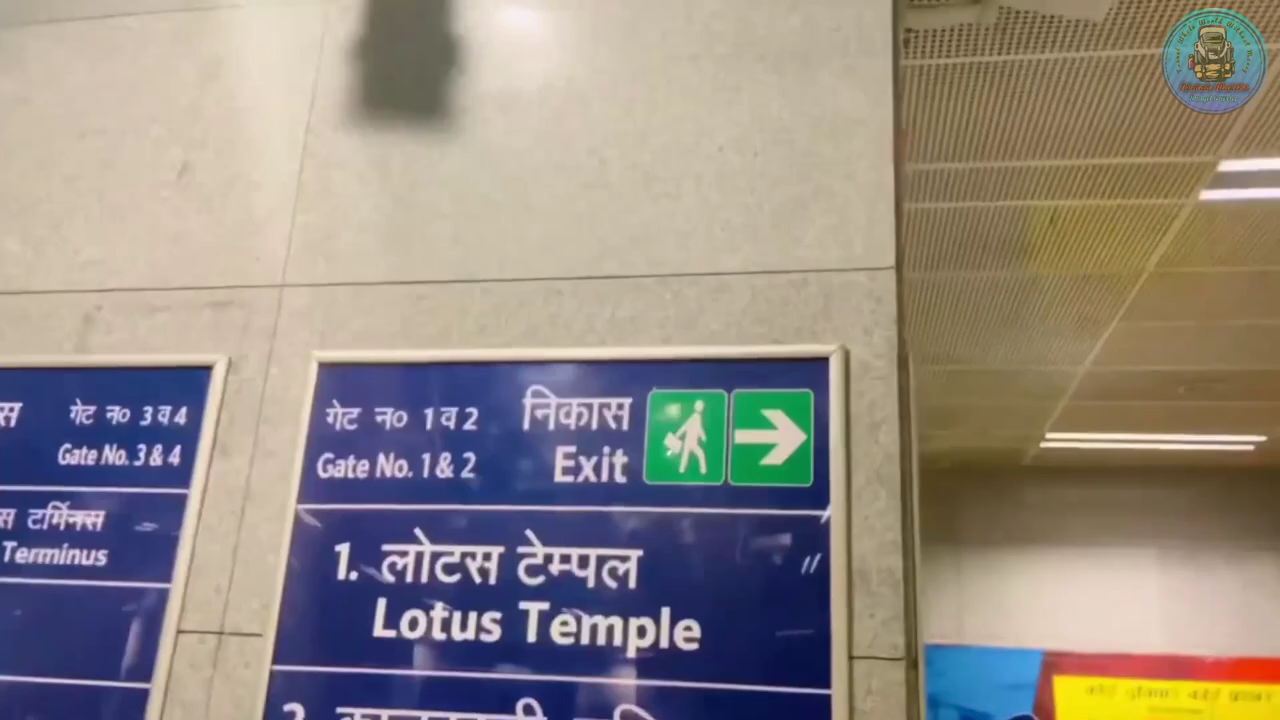 स
गेट न० 3 व 4
Gate No. 3 & 4
स टर्मिनस
Terminus
गेट न० 1 व 2
Gate No. 1 & 2
निकास
Exit
1. लोटस टेम्पल
Lotus Temple
2.